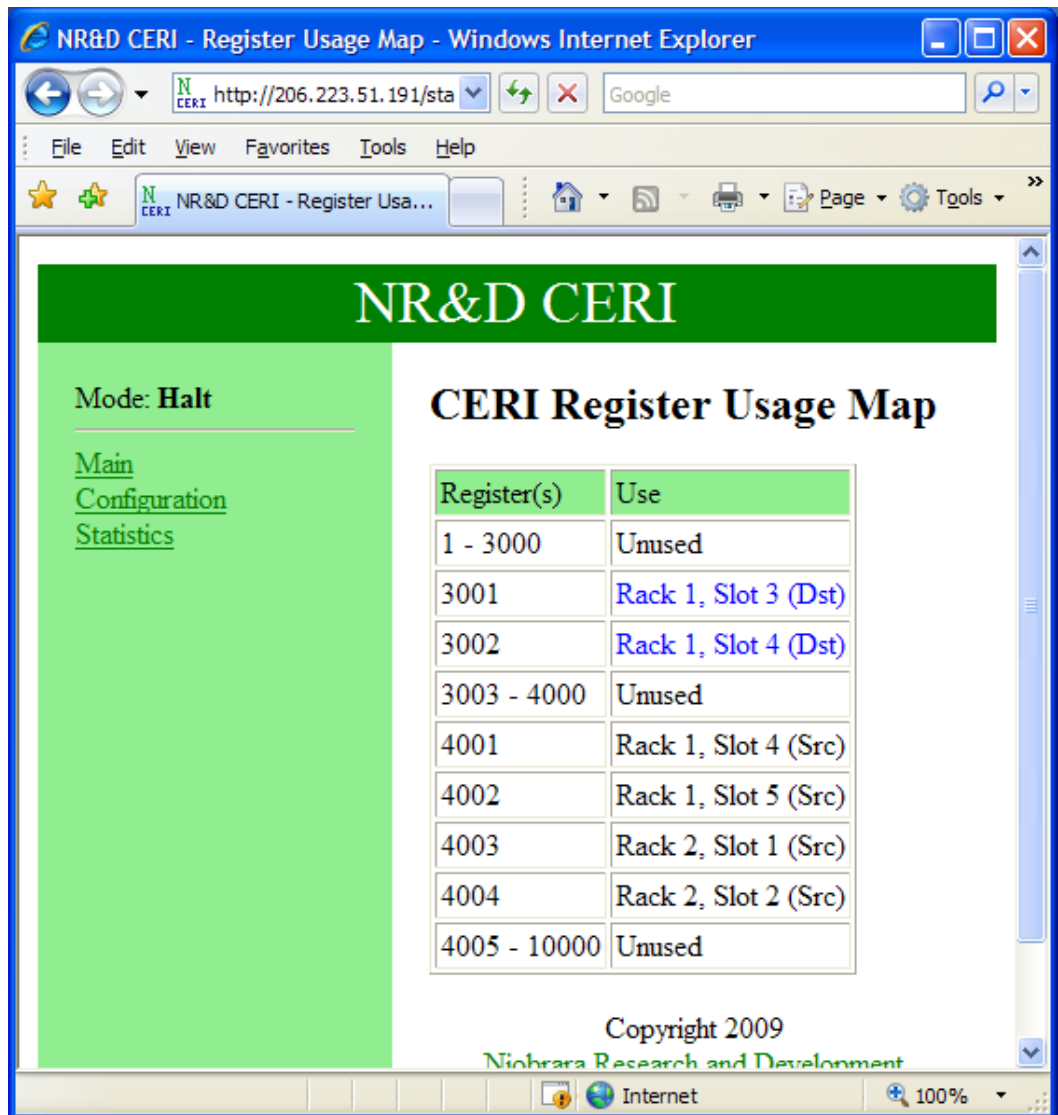 NR&D CERI - Register Usage Map - Windows Internet Explorer
N CERI http://206.223.51.191/sta Google
File Edit View Favorites Tools Help
N CERI NR&D CERI - Register Usa... Page Tools »
NR&D CERI
Mode: Halt
Main
Configuration
Statistics
CERI Register Usage Map
Register(s) Use
1 - 3000 Unused
3001 Rack 1, Slot 3 (Dst)
3002 Rack 1, Slot 4 (Dst)
3003 - 4000 Unused
4001 Rack 1, Slot 4 (Src)
4002 Rack 1, Slot 5 (Src)
4003 Rack 2, Slot 1 (Src)
4004 Rack 2, Slot 2 (Src)
4005 - 10000 Unused
Copyright 2009
Niobrara Research and Development
Internet 100%